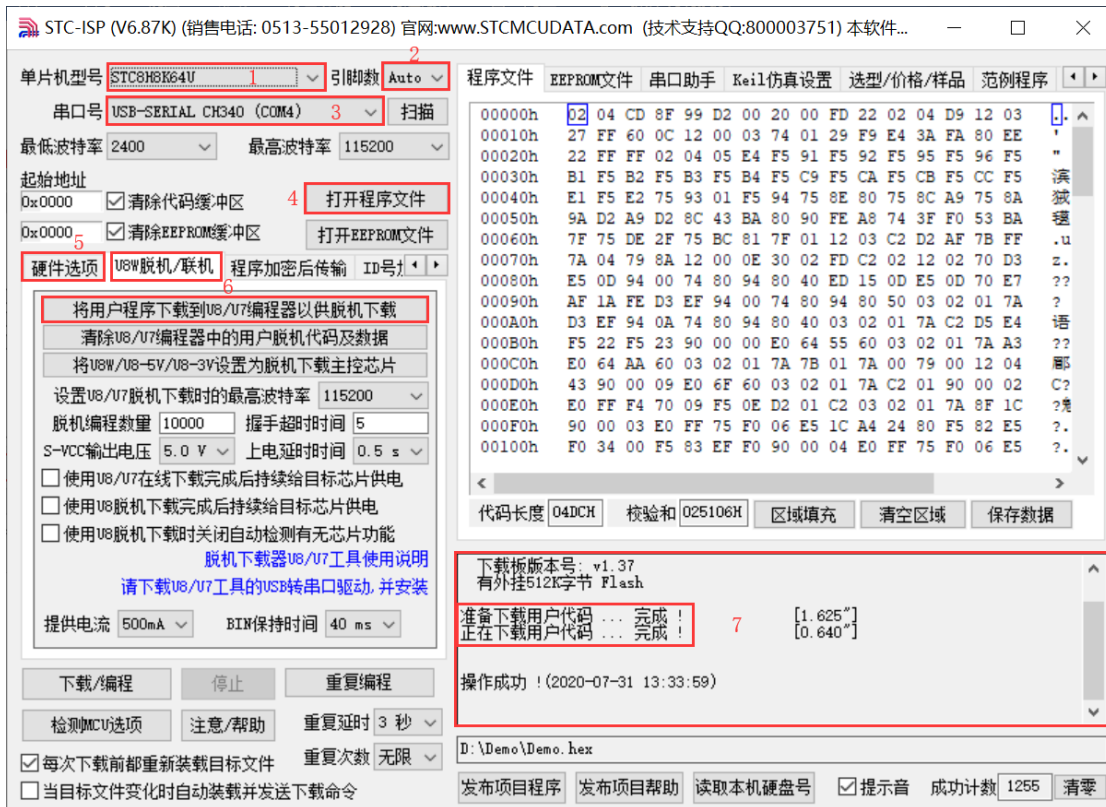 STC-ISP (V6.87K) (销售电话: 0513-55012928) 官网:www.STCMCUDATA.com (技术支持QQ:800003751) 本软件...
单片机型号 STC8H8K64U 1 引脚数 2 Auto
串口号 USB-SERIAL CH340 (COM4) 3 扫描
最低波特率 2400 最高波特率 115200
起始地址
0x0000 清除代码缓冲区 4 打开程序文件
0x0000 清除EEPROM缓冲区 打开EEPROM文件
5
硬件选项 U8W脱机/联机 程序加密后传输 ID号
6
将用户程序下载到U8/U7编程器以供脱机下载
清除U8/U7编程器中的用户脱机代码及数据
将U8W/U8-5V/U8-3V设置为脱机下载主控芯片
设置U8/U7脱机下载时的最高波特率 115200
脱机编程数量 10000 握手超时时间 5
S-VCC输出电压 5.0 V 上电延时时间 0.5 s
使用U8/U7在线下载完成后持续给目标芯片供电
使用U8脱机下载完成后持续给目标芯片供电
使用U8脱机下载时关闭自动检测有无芯片功能
脱机下载器U8/U7工具使用说明
请下载U8/U7工具的USB转串口驱动,并安装
提供电流 500mA BIN保持时间 40 ms
下载/编程 停止 重复编程
检测MCU选项 注意/帮助 重复延时 3 秒
每次下载前都重新装载目标文件 重复次数 无限
当目标文件变化时自动装载并发送下载命令
程序文件 EEPROM文件 串口助手 Keil仿真设置 选型/价格/样品 范例程序
00000h 02 04 CD 8F 99 D2 00 20 00 FD 22 02 04 D9 12 03 ..
00010h 27 FF 60 0C 12 00 03 74 01 29 F9 E4 3A FA 80 EE '
00020h 22 FF FF 02 04 05 E4 F5 91 F5 92 F5 95 F5 96 F5 "
00030h B1 F5 B2 F5 B3 F5 B4 F5 C9 F5 CA F5 CB F5 CC F5 滨
00040h E1 F5 E2 75 93 01 F5 94 75 8E 80 75 8C A9 75 8A
00050h 9A D2 A9 D2 8C 43 BA 80 90 FE A8 74 3F F0 53 BA
00060h 7F 75 DE 2F 75 BC 81 7F 01 12 03 C2 D2 AF 7B FF .u
00070h 7A 04 79 8A 12 00 0E 30 02 FD C2 02 12 02 70 D3 z.
00080h E5 0D 94 00 74 80 94 80 40 ED 15 0D E5 0D 70 E7 ??
00090h AF 1A FE D3 EF 94 00 74 80 94 80 50 03 02 01 7A ?
000A0h D3 EF 94 0A 74 80 94 80 40 03 02 01 7A C2 D5 E4 语
000B0h F5 22 F5 23 90 00 00 E0 64 55 60 03 02 01 7A A3 ??
000C0h E0 64 AA 60 03 02 01 7A 7B 01 7A 00 79 00 12 04
000D0h 43 90 00 09 E0 6F 60 03 02 01 7A C2 01 90 00 02 C?
000E0h E0 FF F4 70 09 F5 0E D2 01 C2 03 02 01 7A 8F 1C
000F0h 90 00 03 E0 FF 75 F0 06 E5 1C A4 24 80 F5 82 E5 ?.
00100h F0 34 00 F5 83 EF F0 90 00 04 E0 FF 75 F0 06 E5 ?.
代码长度 04DCH 校验和 025106H 区域填充 清空区域 保存数据
下载板版本号: v1.37
有外挂512K字节 Flash
准备下载用户代码 ... 完成 ! [1.625"]
正在下载用户代码 ... 完成 ! [0.640"]
7
操作成功 !(2020-07-31 13:33:59)
D:\Demo\Demo.hex
发布项目程序 发布项目帮助 读取本机硬盘号 提示音 成功计数 1255 清零